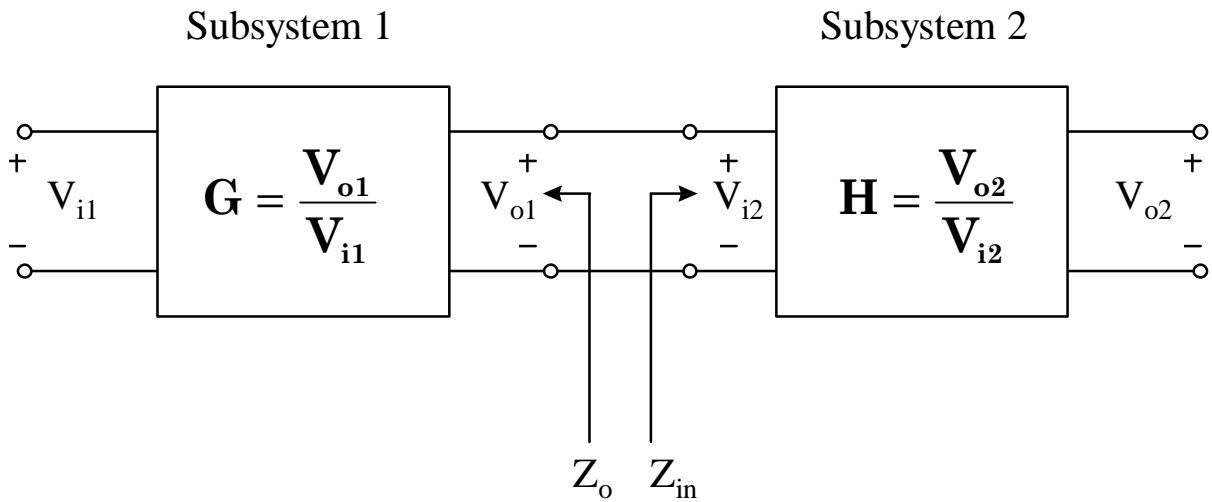 Subsystem 1
Subsystem 2
+
V_i1
−
G = V_o1 / V_i1
+
V_o1
−
+
V_i2
−
H = V_o2 / V_i2
+
V_o2
−
Z_o
Z_in